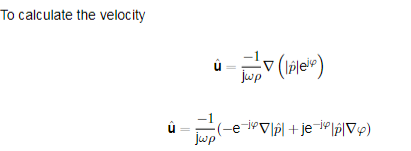 To calculate the velocity
û = −1/jωρ ∇(|p̂|e^{jφ})
û = −1/jωρ (−e^{−jφ}∇|p̂| + je^{−jφ}|p̂|∇φ)